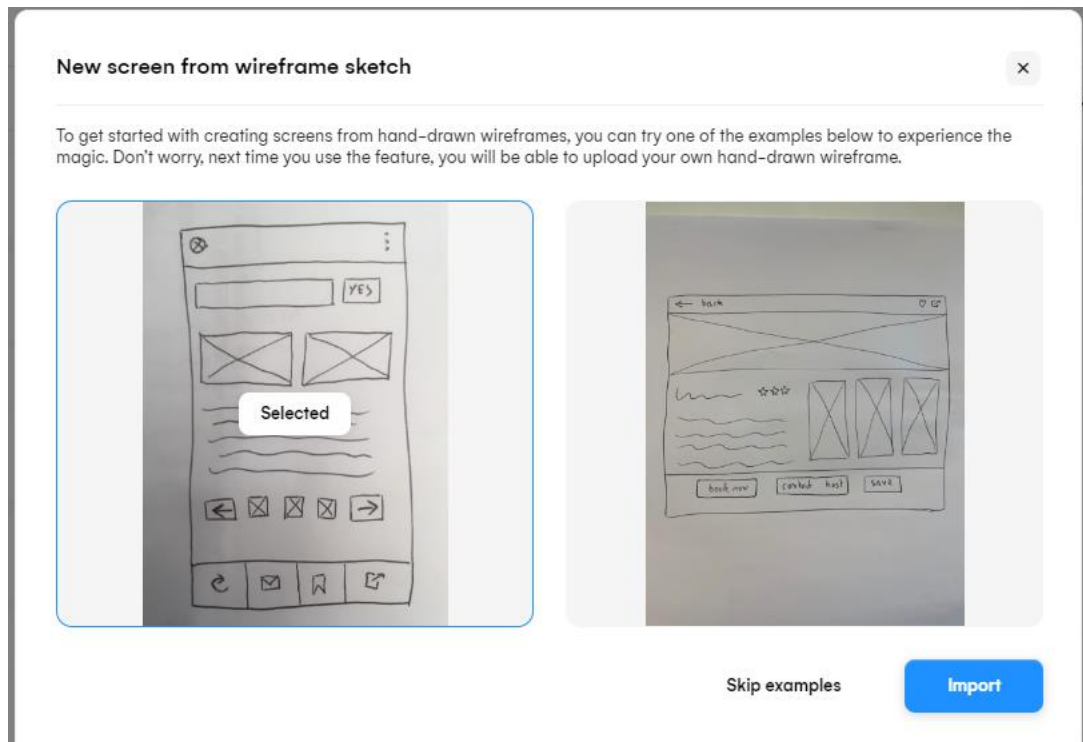 New screen from wireframe sketch
To get started with creating screens from hand-drawn wireframes, you can try one of the examples below to experience the
magic. Don't worry, next time you use the feature, you will be able to upload your own hand-drawn wireframe.
YES
Selected
back
book now
contact host
save
Skip examples
Import